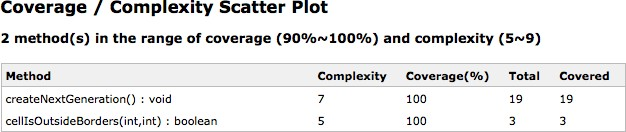 Coverage / Complexity Scatter Plot
2 method(s) in the range of coverage (90%~100%) and complexity (5~9)
Method Complexity Coverage(%) Total Covered
createNextGeneration() : void 7 100 19 19
cellIsOutsideBorders(int,int) : boolean 5 100 3 3